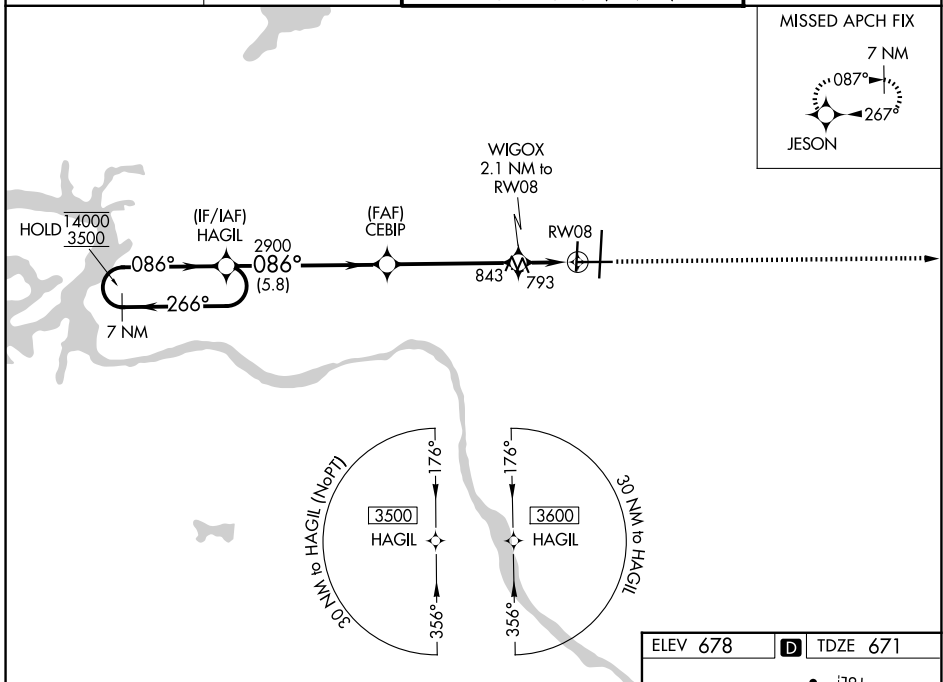 MISSED APCH FIX
7 NM
087°
267°
JESON
WIGOX
2.1 NM to
RW08
(IF/IAF)
HAGIL
(FAF)
CEBIP
RW08
HOLD
14000
3500
2900
086°
086°
(5.8)
843
793
266°
7 NM
30 NM to HAGIL (NoPT)
176°
3500
HAGIL
356°
176°
3600
HAGIL
356°
30 NM to HAGIL
ELEV 678
D
TDZE 671